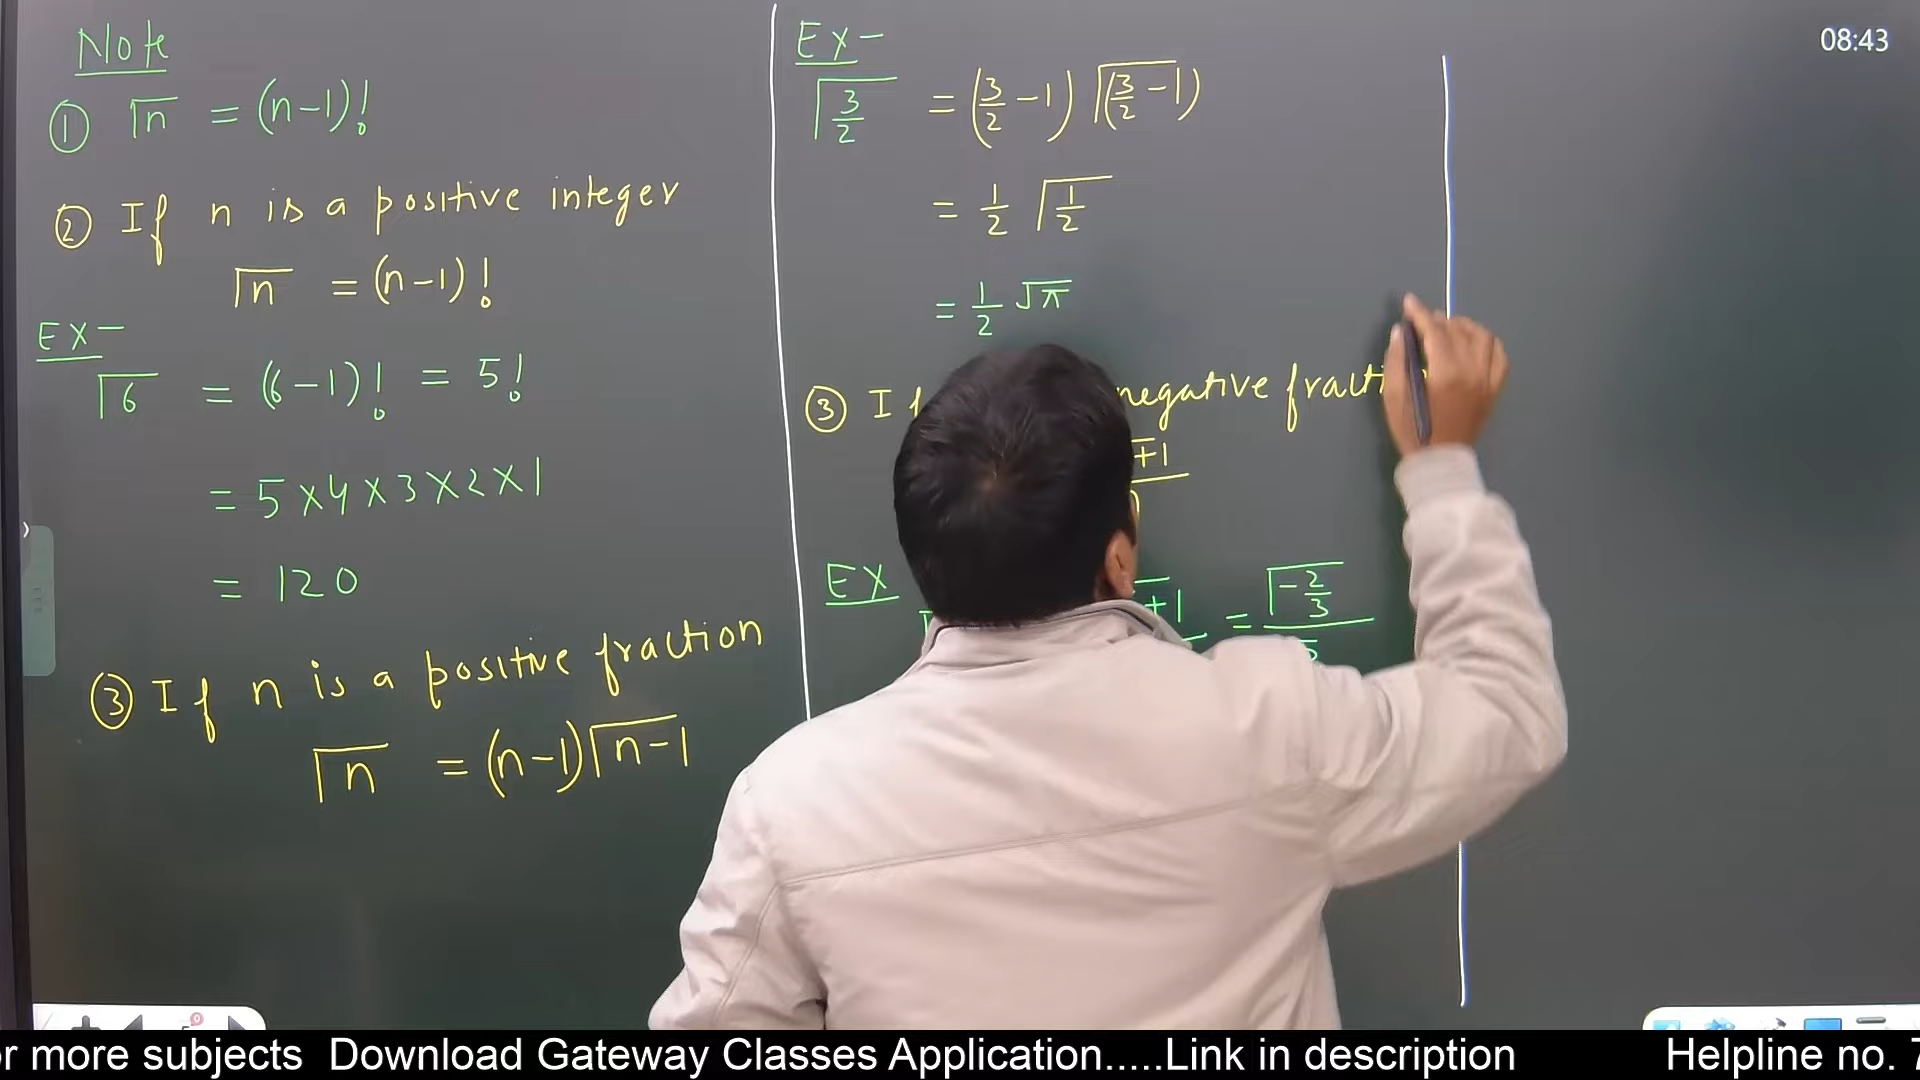 Note
① Γn = (n-1)!
② If n is a positive integer
Γn = (n-1)!
EX-
Γ6 = (6-1)! = 5!
= 5×4×3×2×1
= 120
③ If n is a positive fraction
Γn = (n-1)Γn-1
EX-
Γ3/2 = (3/2 -1) Γ(3/2 -1)
= 1/2 Γ1/2
= 1/2 √π
③ If negative
+1
EX
+1 = Γ-2/3
08:43
more subjects Download Gateway Classes Application.....Link in description Helpline no.